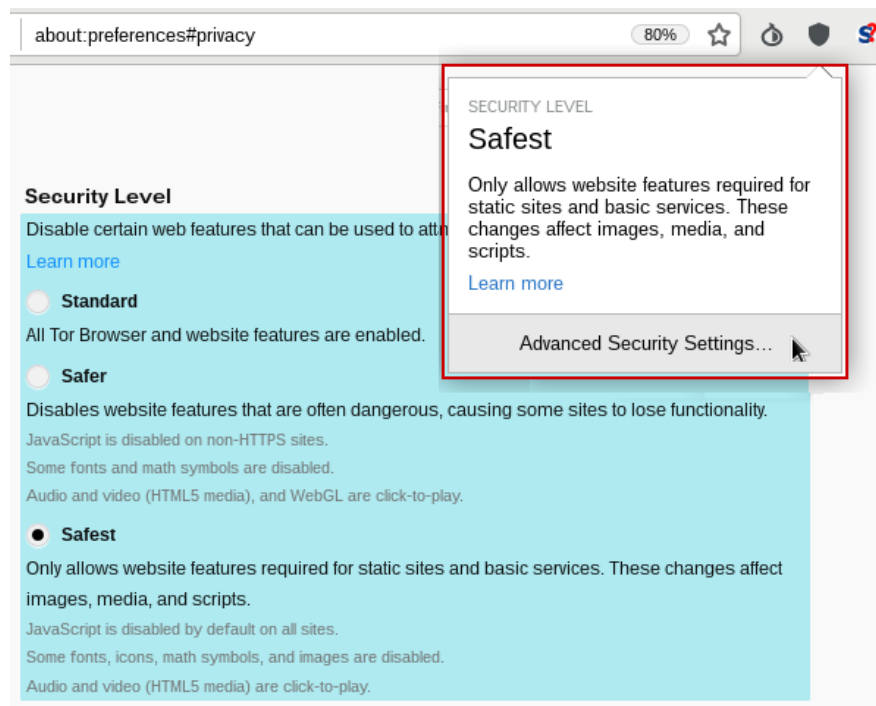 about:preferences#privacy
80%
SECURITY LEVEL
Safest
Only allows website features required for
static sites and basic services. These
changes affect images, media, and
scripts.
Learn more
Advanced Security Settings…
Security Level
Disable certain web features that can be used to
Learn more
Standard
All Tor Browser and website features are enabled.
Safer
Disables website features that are often dangerous, causing some sites to lose functionality.
JavaScript is disabled on non-HTTPS sites.
Some fonts and math symbols are disabled.
Audio and video (HTML5 media), and WebGL are click-to-play.
Safest
Only allows website features required for static sites and basic services. These changes affect
images, media, and scripts.
JavaScript is disabled by default on all sites.
Some fonts, icons, math symbols, and images are disabled.
Audio and video (HTML5 media) are click-to-play.